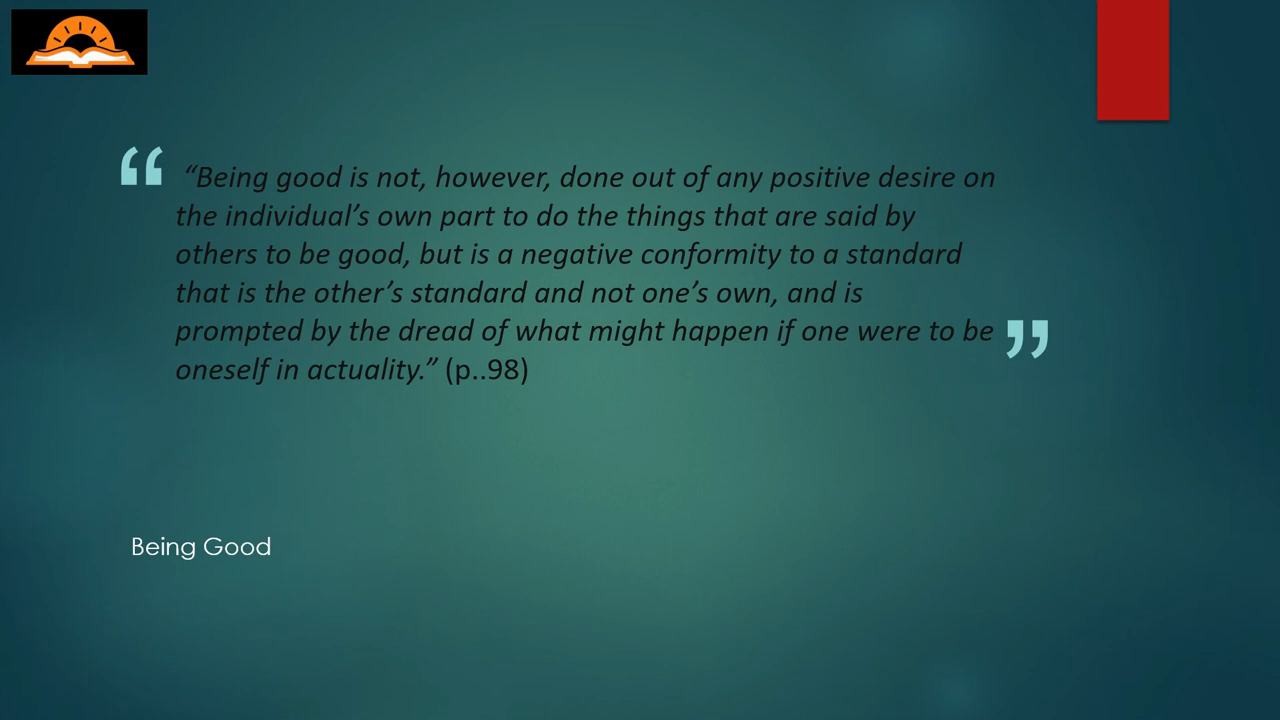 “Being good is not, however, done out of any positive desire on
the individual’s own part to do the things that are said by
others to be good, but is a negative conformity to a standard
that is the other’s standard and not one’s own, and is
prompted by the dread of what might happen if one were to be
oneself in actuality.” (p..98)
Being Good